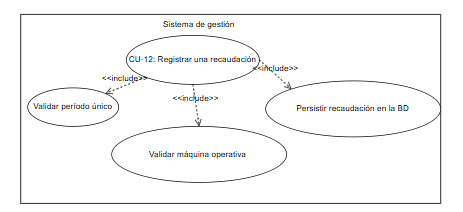 Sistema de gestión
CU-12: Registrar una recaudación
<<include>>
<<include>>
<<include>>
Validar período único
Persistir recaudación en la BD
Validar máquina operativa